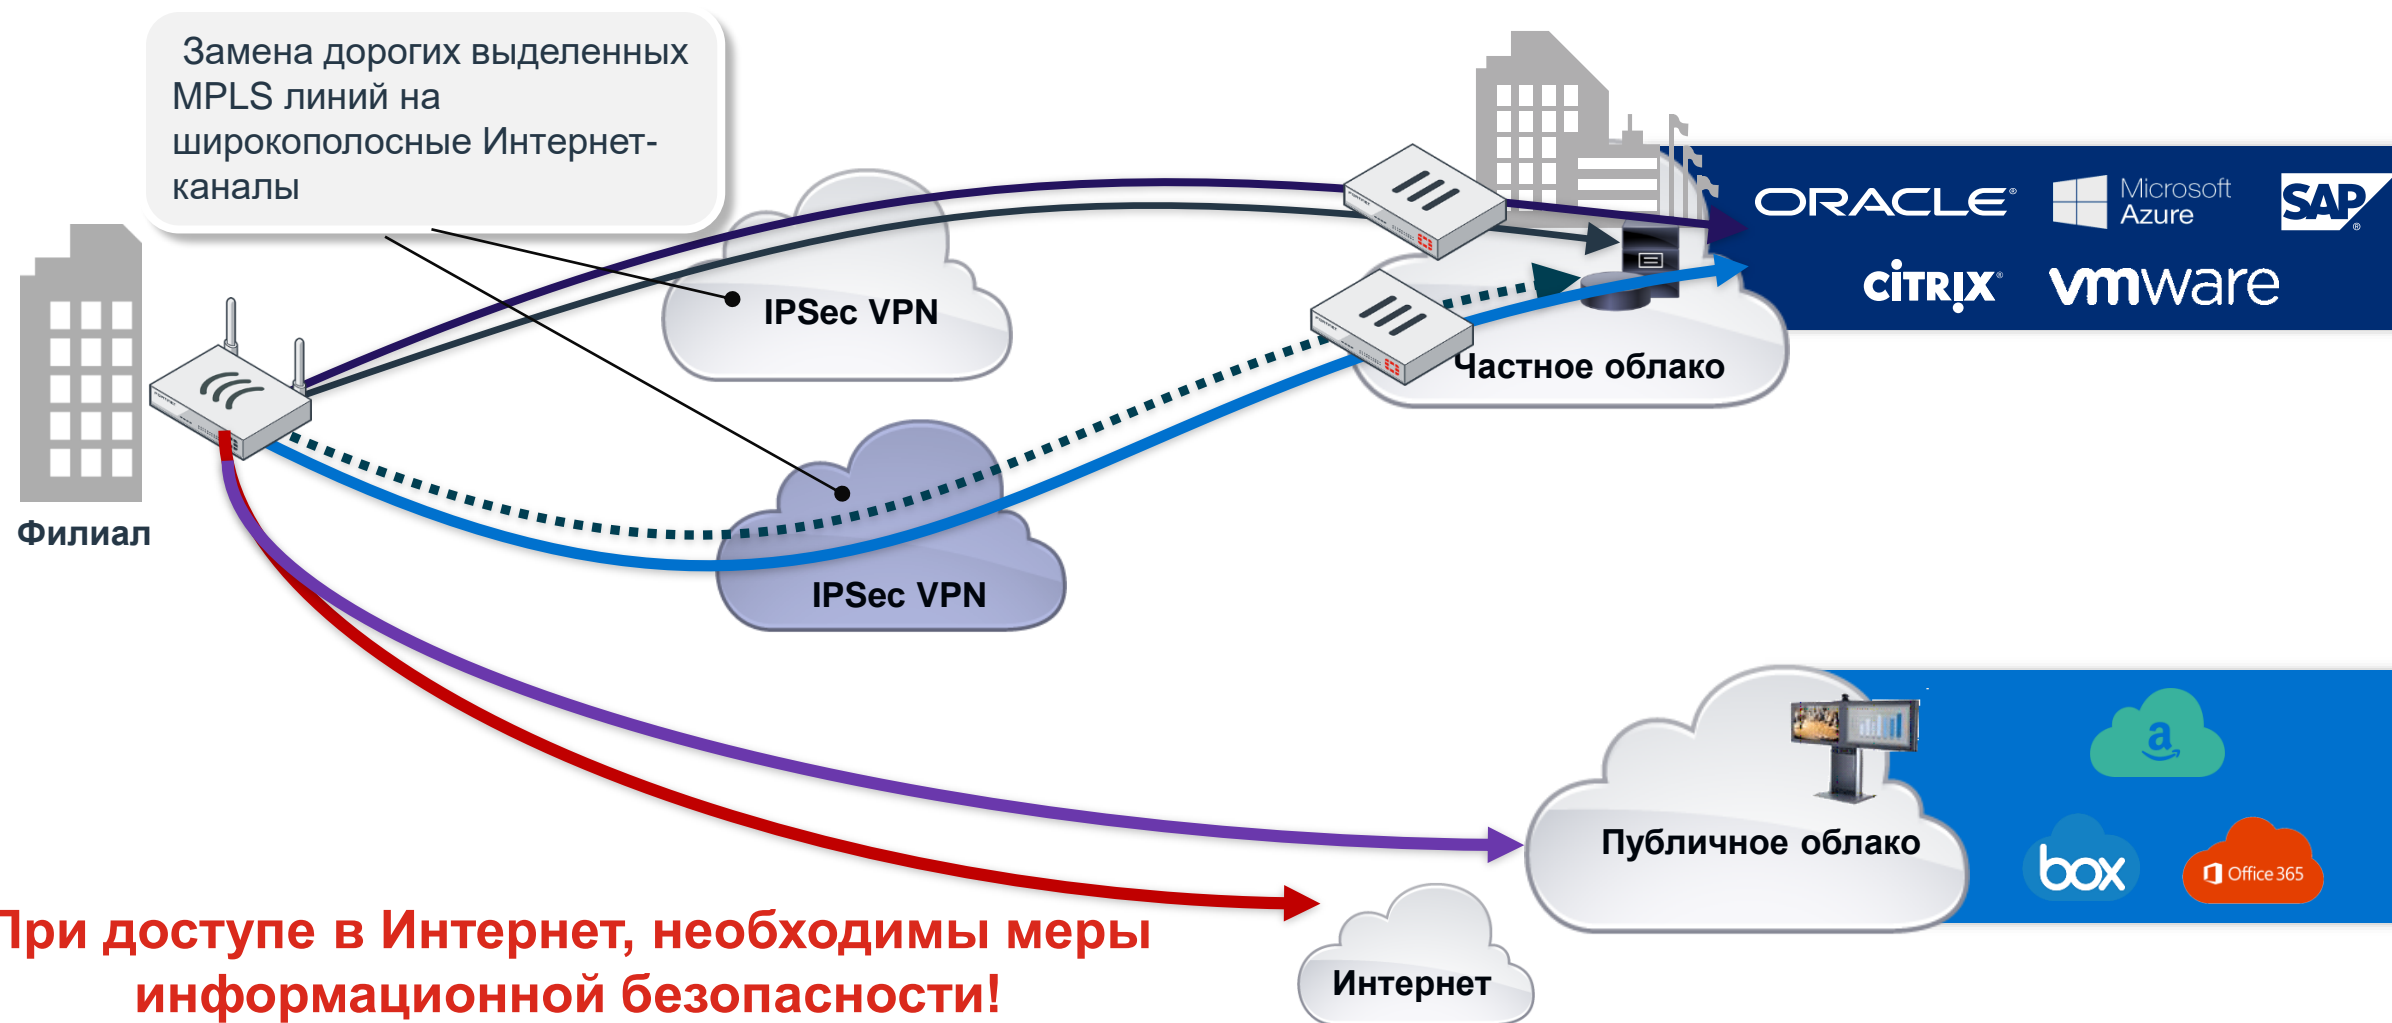 Замена дорогих выделенных
MPLS линий на
широкополосные Интернет-
каналы
ORACLE®
Microsoft
Azure
SAP®
CiTRIX®
vmware
IPSec VPN
Частное облако
Филиал
IPSec VPN
a
Публичное облако
box
Office 365
При доступе в Интернет, необходимы меры
информационной безопасности!
Интернет